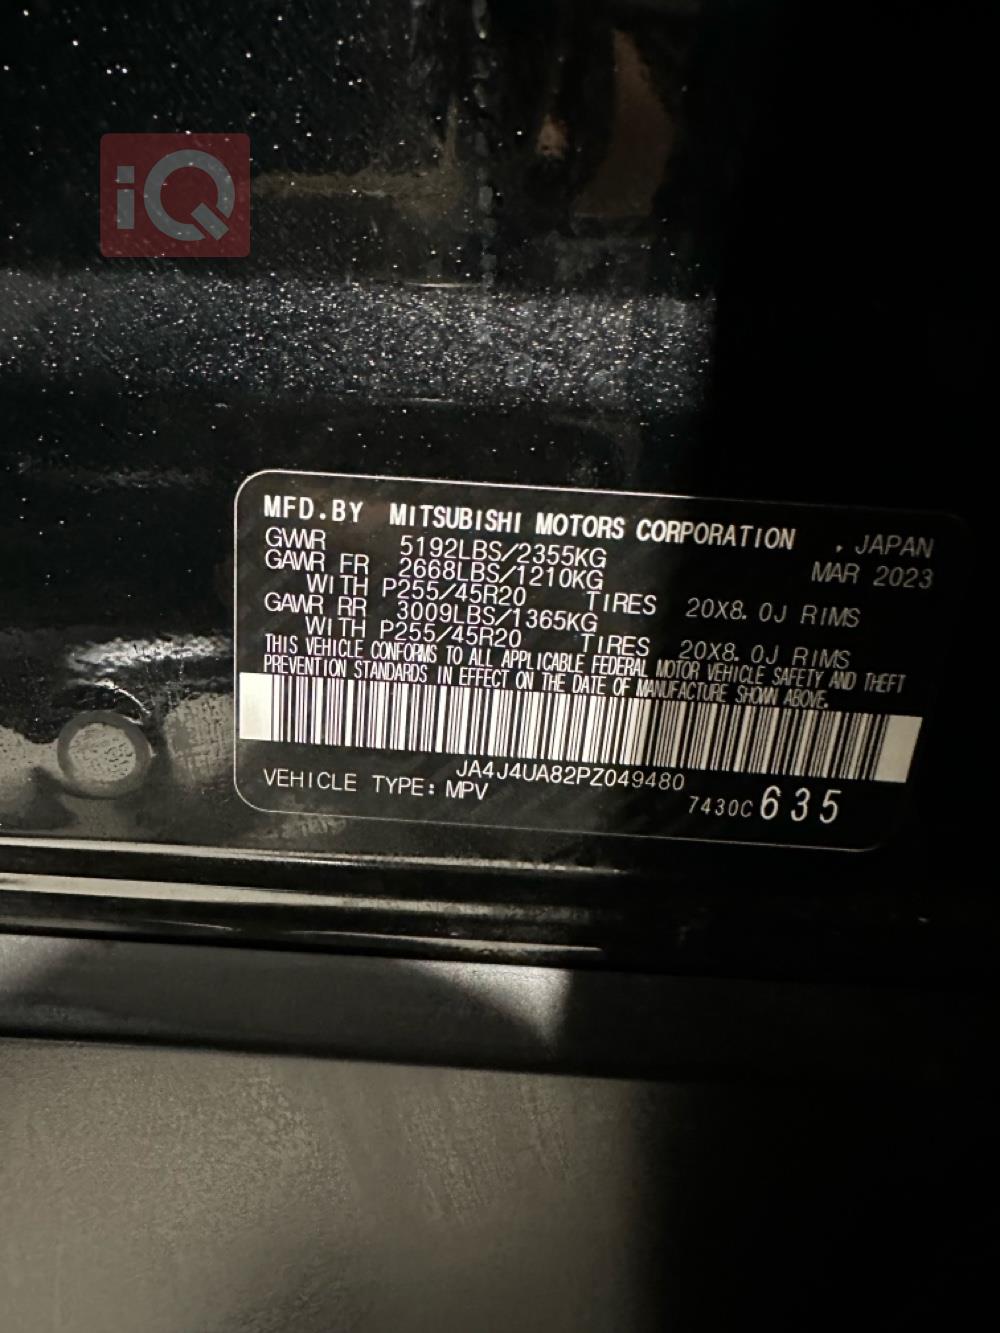 iQ
MFD.BY MITSUBISHI MOTORS CORPORATION , JAPAN
GVWR 5192LBS/2355KG MAR 2023
GAWR FR 2668LBS/1210KG
WITH P255/45R20 TIRES 20X8.0J RIMS
GAWR RR 3009LBS/1365KG
WITH P255/45R20 TIRES 20X8.0J RIMS
THIS VEHICLE CONFORMS TO ALL APPLICABLE FEDERAL MOTOR VEHICLE SAFETY AND THEFT
PREVENTION STANDARDS IN EFFECT ON THE DATE OF MANUFACTURE SHOWN ABOVE.
JA4J4UA82PZ049480
VEHICLE TYPE: MPV
7430C 635